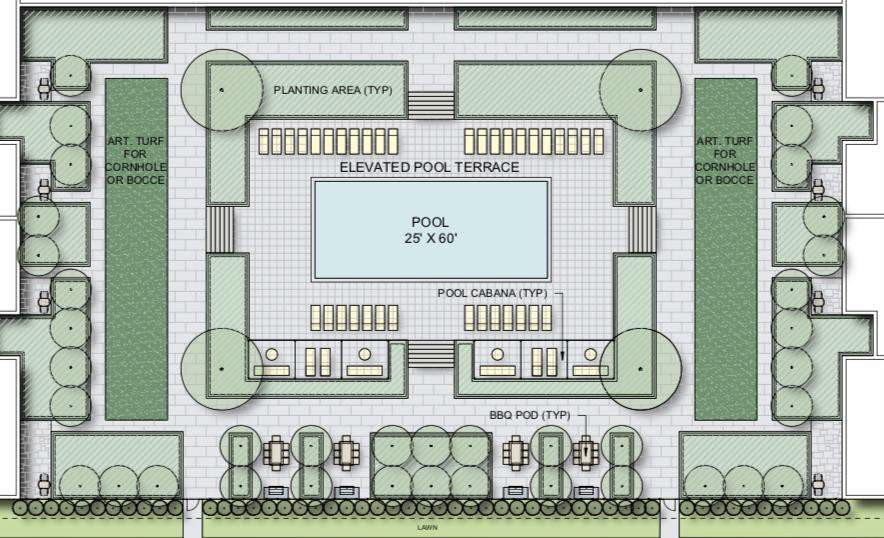 PLANTING AREA (TYP)
ART. TURF
FOR
CORNHOLE
OR BOCCE
ART. TURF
FOR
CORNHOLE
OR BOCCE
ELEVATED POOL TERRACE
POOL
25' X 60'
POOL CABANA (TYP)
BBQ POD (TYP)
LAWN